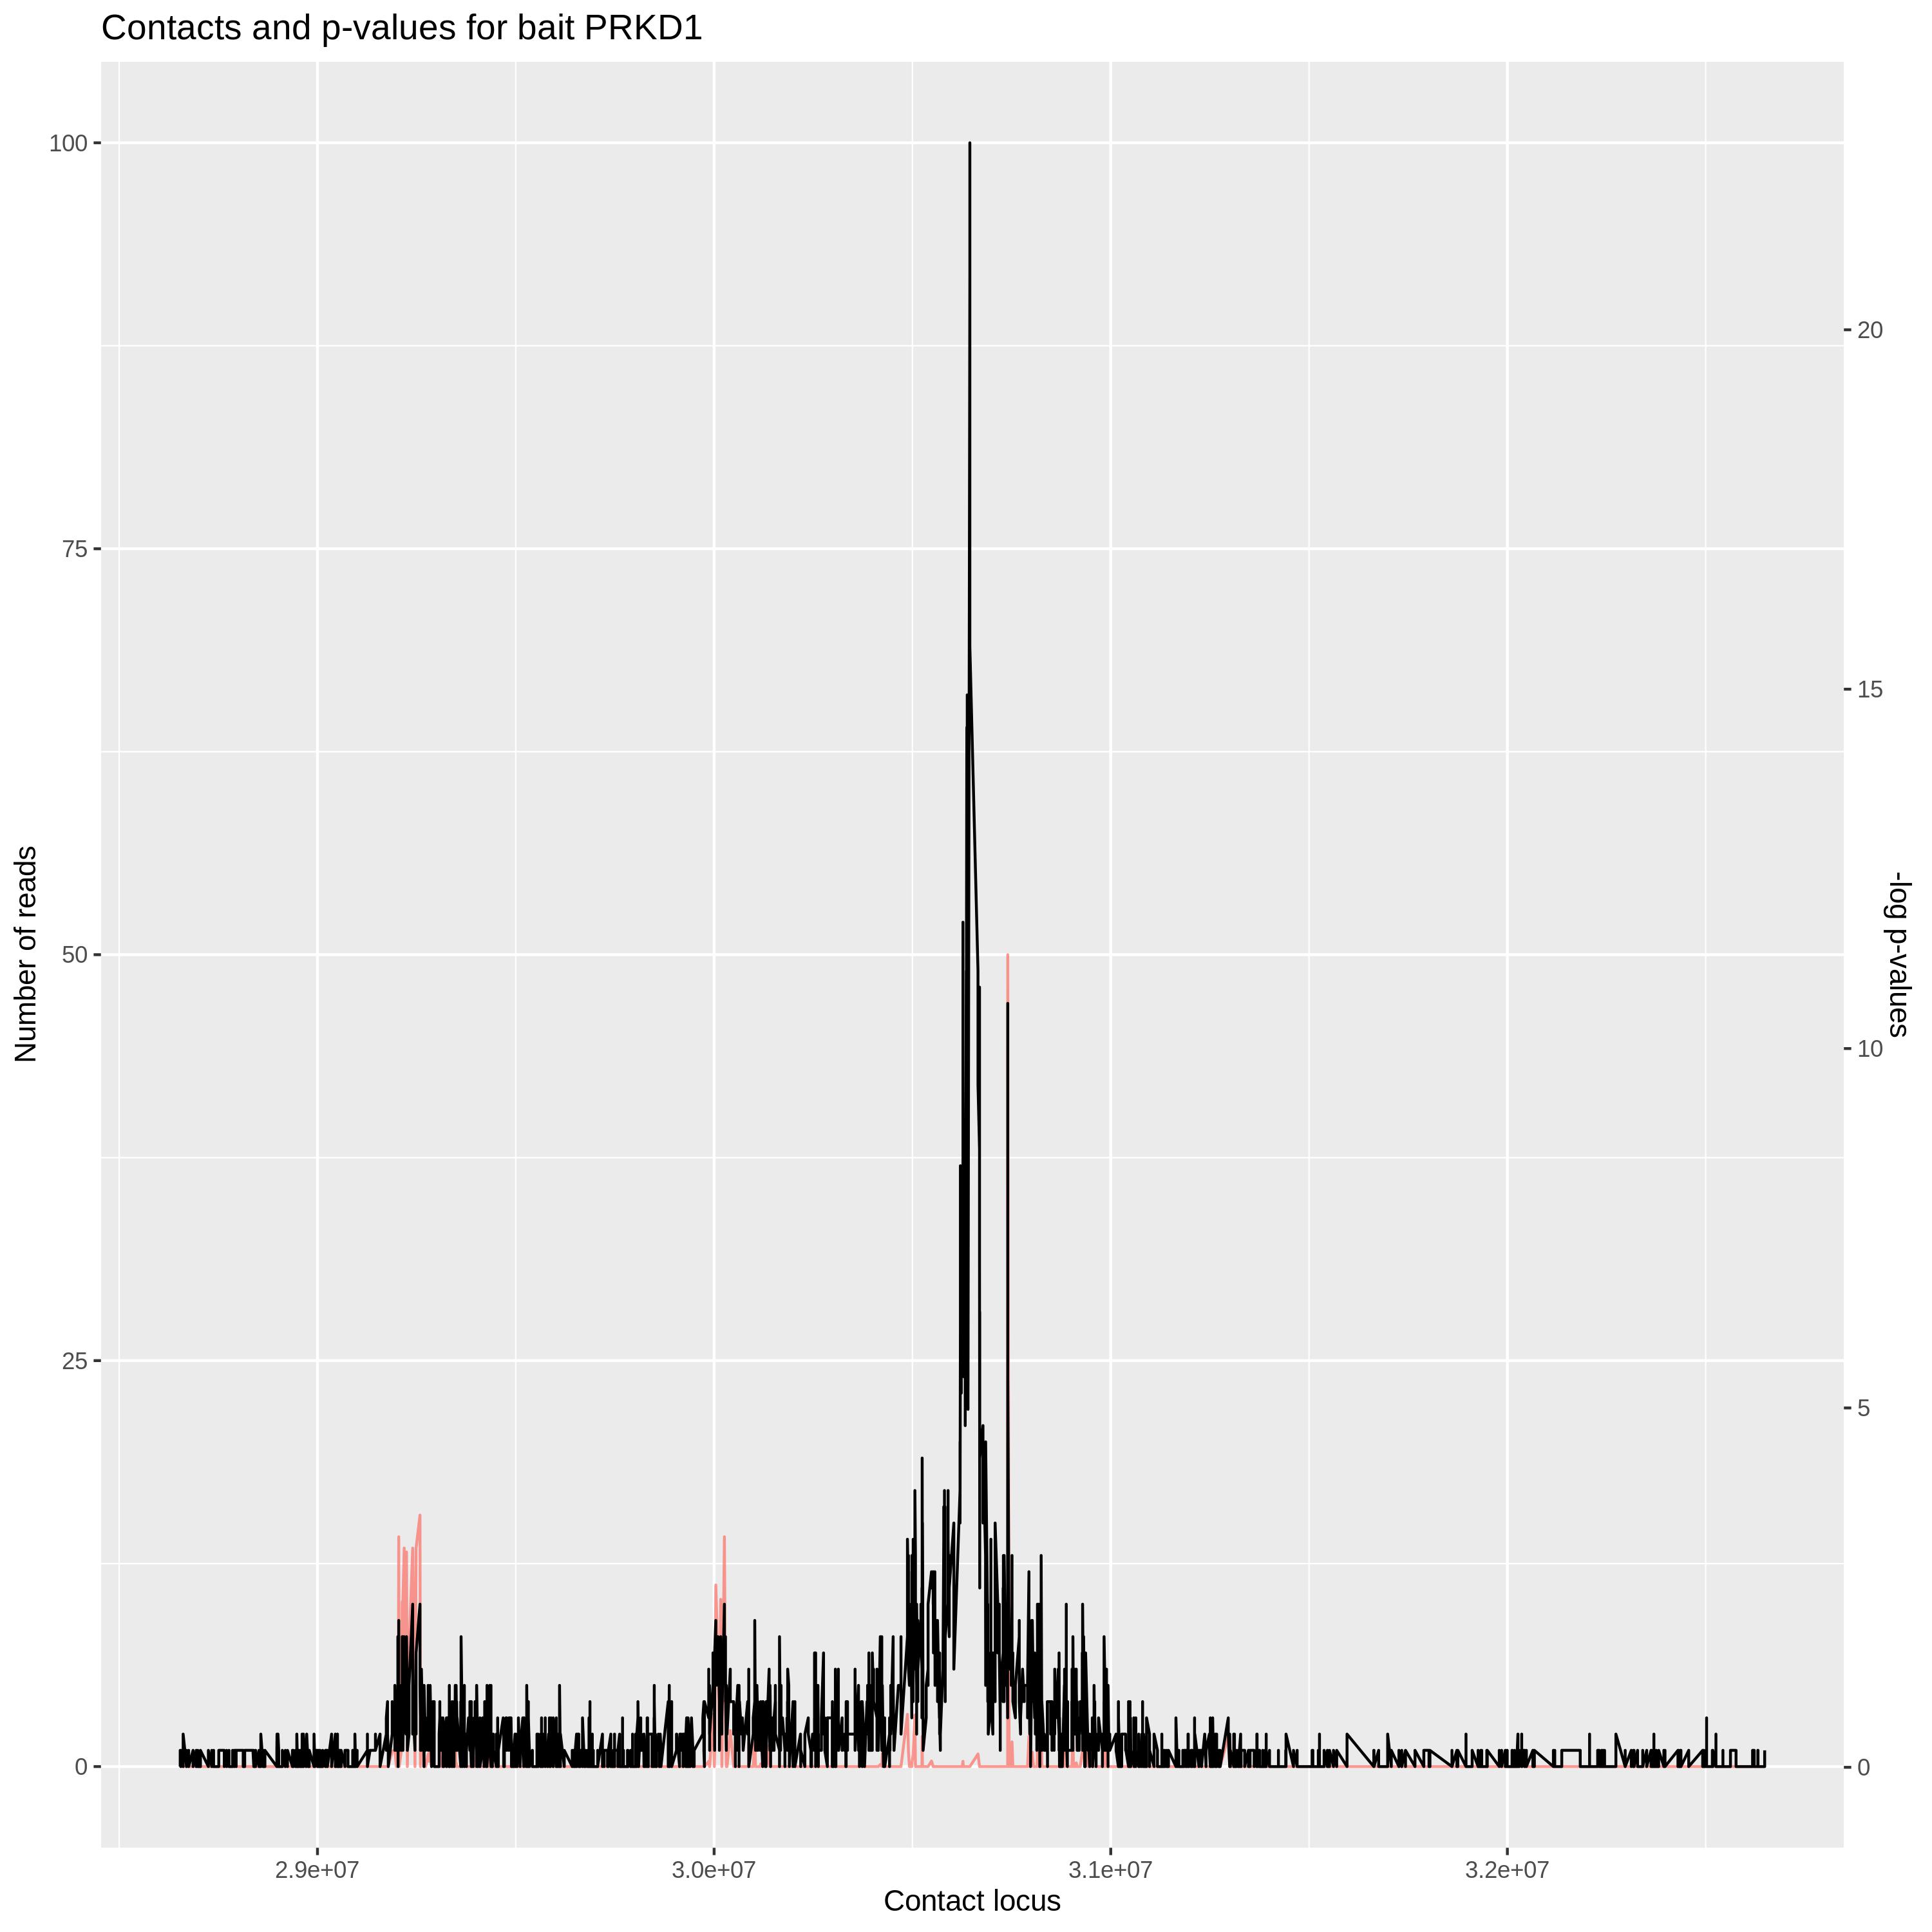 Contacts and p-values for bait PRKD1
100
75
50
25
0
Number of reads
20
15
10
5
0
-log p-values
2.9e+07
3.0e+07
3.1e+07
3.2e+07
Contact locus